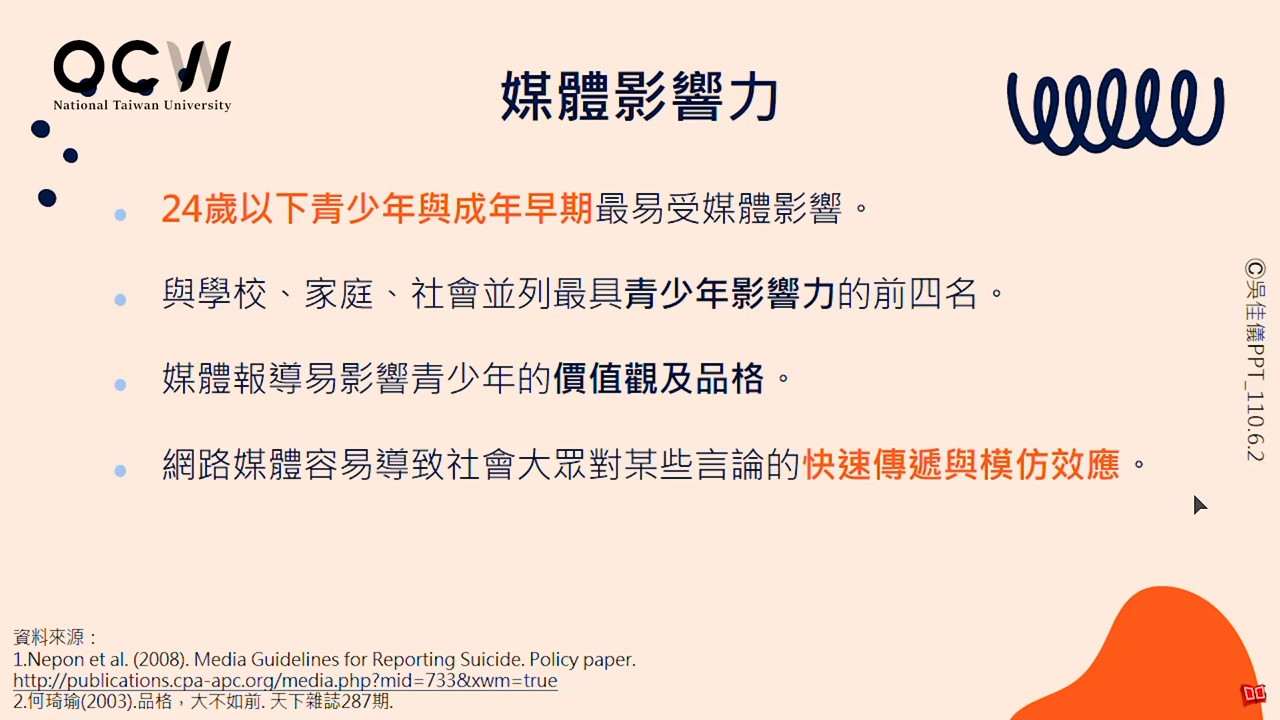 OCW
National Taiwan University
媒體影響力
24歲以下青少年與成年早期最易受媒體影響。
與學校、家庭、社會並列最具青少年影響力的前四名。
媒體報導易影響青少年的價值觀及品格。
網路媒體容易導致社會大眾對某些言論的快速傳遞與模仿效應。
©吳佳儀PPT_110.6.2
資料來源：
1.Nepon et al. (2008). Media Guidelines for Reporting Suicide. Policy paper.
http://publications.cpa-apc.org/media.php?mid=733&xwm=true
2.何琦瑜(2003).品格，大不如前. 天下雜誌287期.